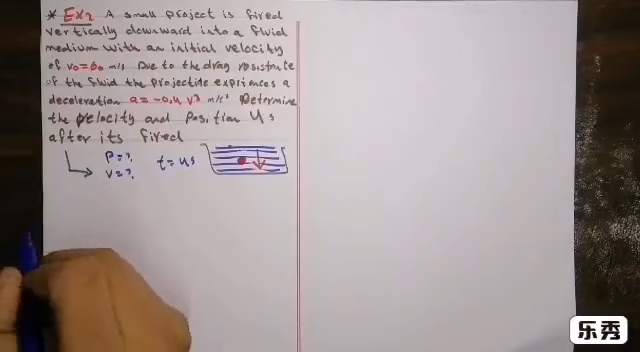 * Ex2 A small project is fired
vertically downward into a fluid
medium with an initial velocity
of v0=60 m/s Due to the drag resistrate
of the fluid the projectile expriences a
deceleration a=-0,4 v3 m/s² Determine
the velocity and Position 4 s
after its fired
P=?
v=?
t=4s
乐秀